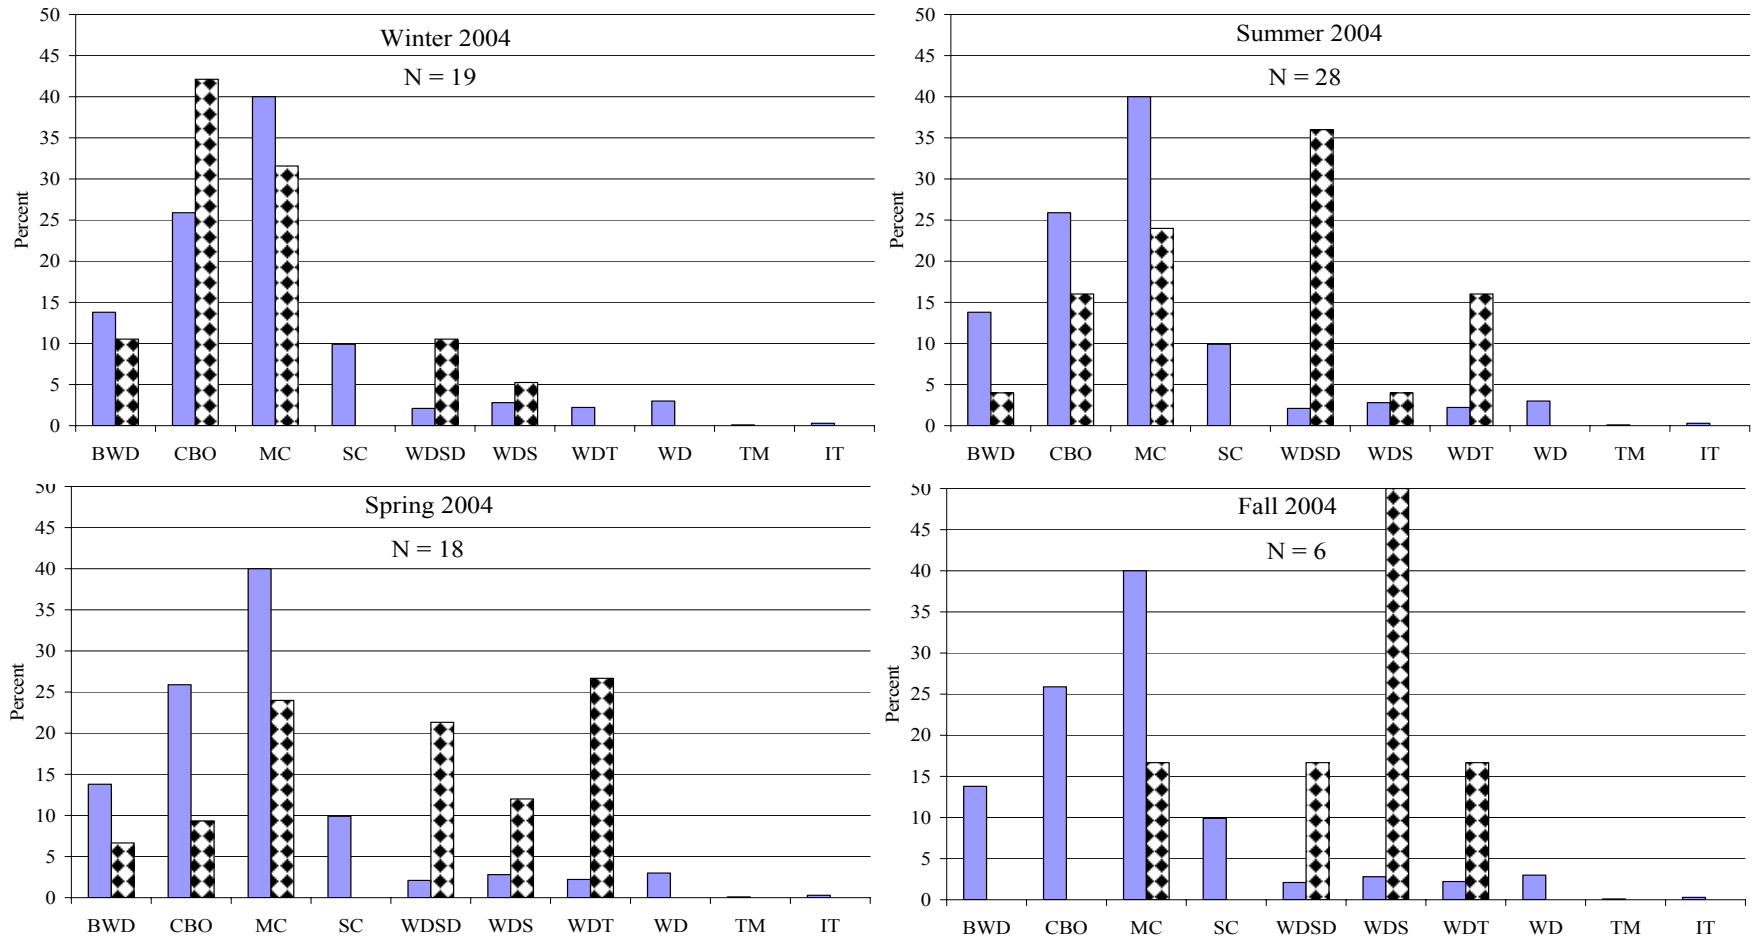 Winter 2004
N = 19
Percent
50
45
40
35
30
25
20
15
10
5
0
BWD CBO MC SC WDSD WDS WDT WD TM IT
Summer 2004
N = 28
Percent
50
45
40
35
30
25
20
15
10
5
0
BWD CBO MC SC WDSD WDS WDT WD TM IT
Spring 2004
N = 18
Percent
50
45
40
35
30
25
20
15
10
5
0
BWD CBO MC SC WDSD WDS WDT WD TM IT
Fall 2004
N = 6
Percent
50
45
40
35
30
25
20
15
10
5
0
BWD CBO MC SC WDSD WDS WDT WD TM IT